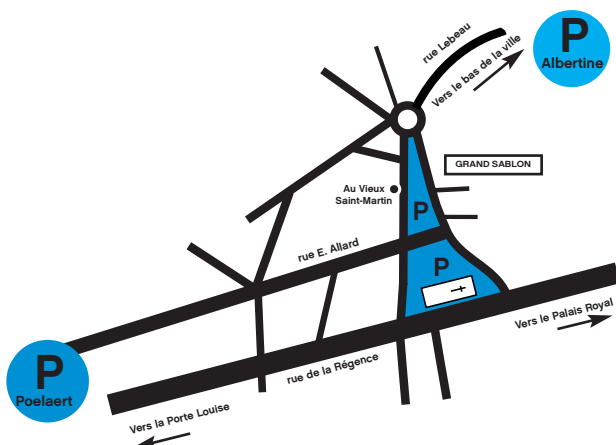 rue Lebeau
P
Albertine
Vers le bas de la ville
GRAND SABLON
Au Vieux
Saint-Martin
P
rue E. Allard
P
Vers le Palais Royal
P
Poelaert
rue de la Régence
Vers la Porte Louise